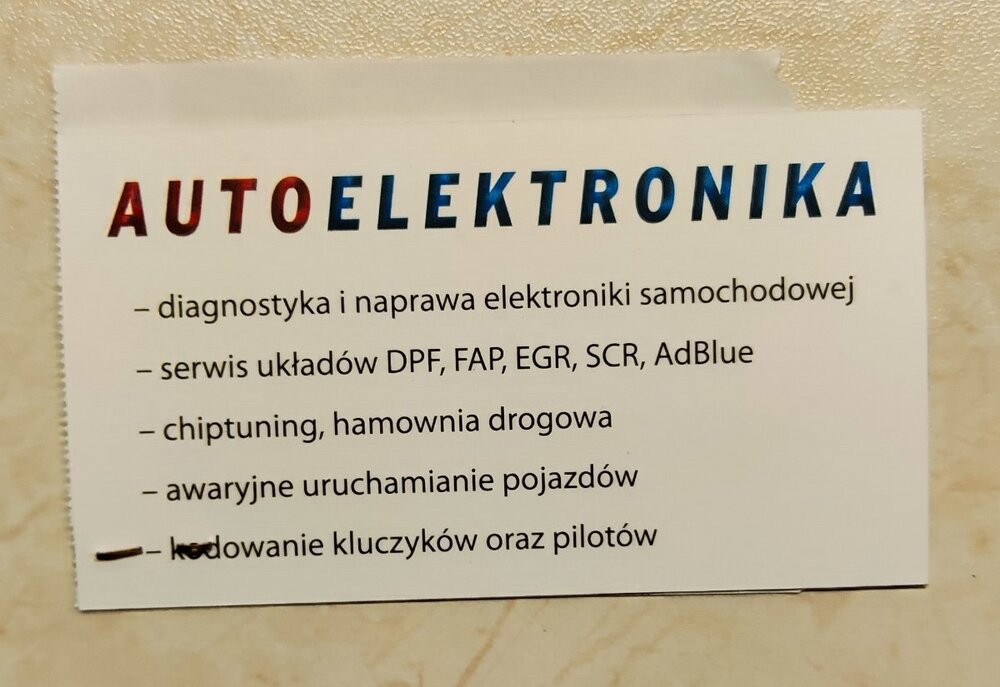 AUTOELEKTRONIKA
– diagnostyka i naprawa elektroniki samochodowej
– serwis układów DPF, FAP, EGR, SCR, AdBlue
– chiptuning, hamownia drogowa
– awaryjne uruchamianie pojazdów
– kodowanie kluczyków oraz pilotów